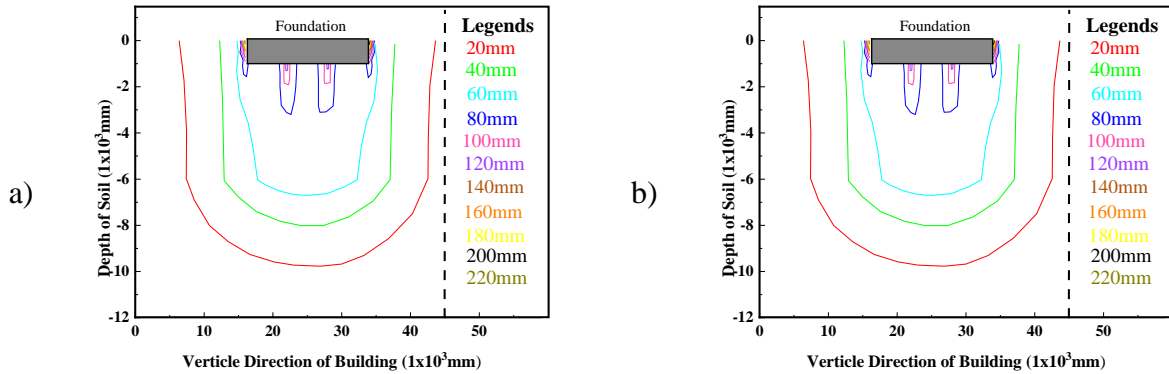 a)
Foundation
Legends
20mm
40mm
60mm
80mm
100mm
120mm
140mm
160mm
180mm
200mm
220mm
0
-2
-4
-6
-8
-10
-12
Depth of Soil (1x10³mm)
0 10 20 30 40 50
Verticle Direction of Building (1x10³mm)
b)
Foundation
Legends
20mm
40mm
60mm
80mm
100mm
120mm
140mm
160mm
180mm
200mm
220mm
0
-2
-4
-6
-8
-10
-12
Depth of Soil (1x10³mm)
0 10 20 30 40 50
Verticle Direction of Building (1x10³mm)